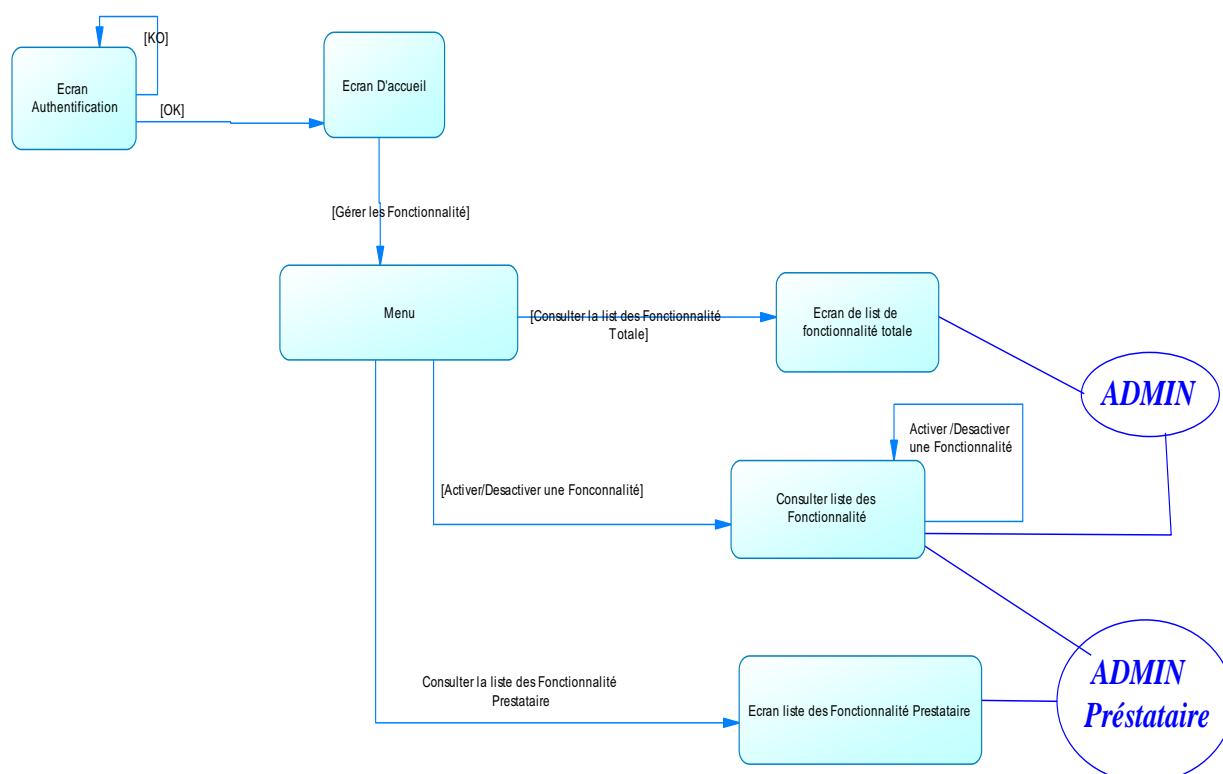 [KO]
Ecran
Authentification
[OK]
Ecran D'accueil
[Gérer les Fonctionnalité]
Menu
[Consulter la list des Fonctionnalité
Totale]
Ecran de list de
fonctionnalité totale
ADMIN
Activer /Desactiver
une Fonctionnalité
[Activer/Desactiver une Fonconnalité]
Consulter liste des
Fonctionnalité
Consulter la liste des Fonctionnalité
Prestataire
Ecran liste des Fonctionnalité Prestataire
ADMIN
Préstataire